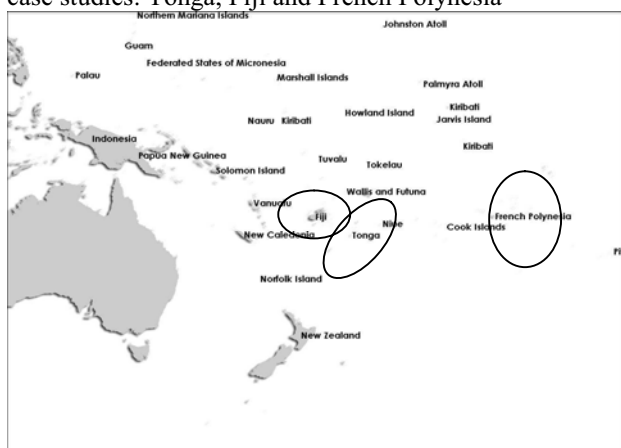 case studies: Tonga, Fiji and French Polynesia
Northern Mariana Islands
Johnston Atoll
Guam
Federated States of Micronesia
Palau
Marshall Islands
Palmyra Atoll
Kiribati
Howland Island
Nauru Kiribati
Jarvis Island
Indonesia
Kiribati
Papua New Guinea
Tuvalu
Tokelau
Solomon Island
Wallis and Futuna
Vanuatu
Fiji
French Polynesia
Niue
Cook Islands
New Caledonia
Tonga
Pi
Norfolk Island
New Zealand